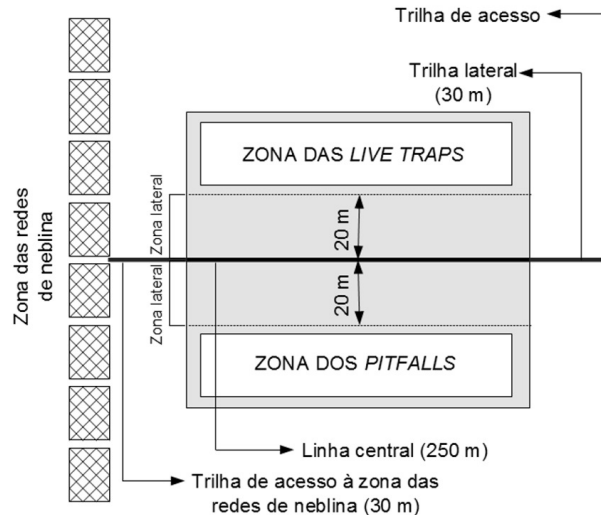 Trilha de acesso
Trilha lateral
(30 m)
ZONA DAS LIVE TRAPS
Zona lateral
20 m
Zona das redes
de neblina
Zona lateral
20 m
ZONA DOS PITFALLS
Linha central (250 m)
Trilha de acesso à zona das
redes de neblina (30 m)